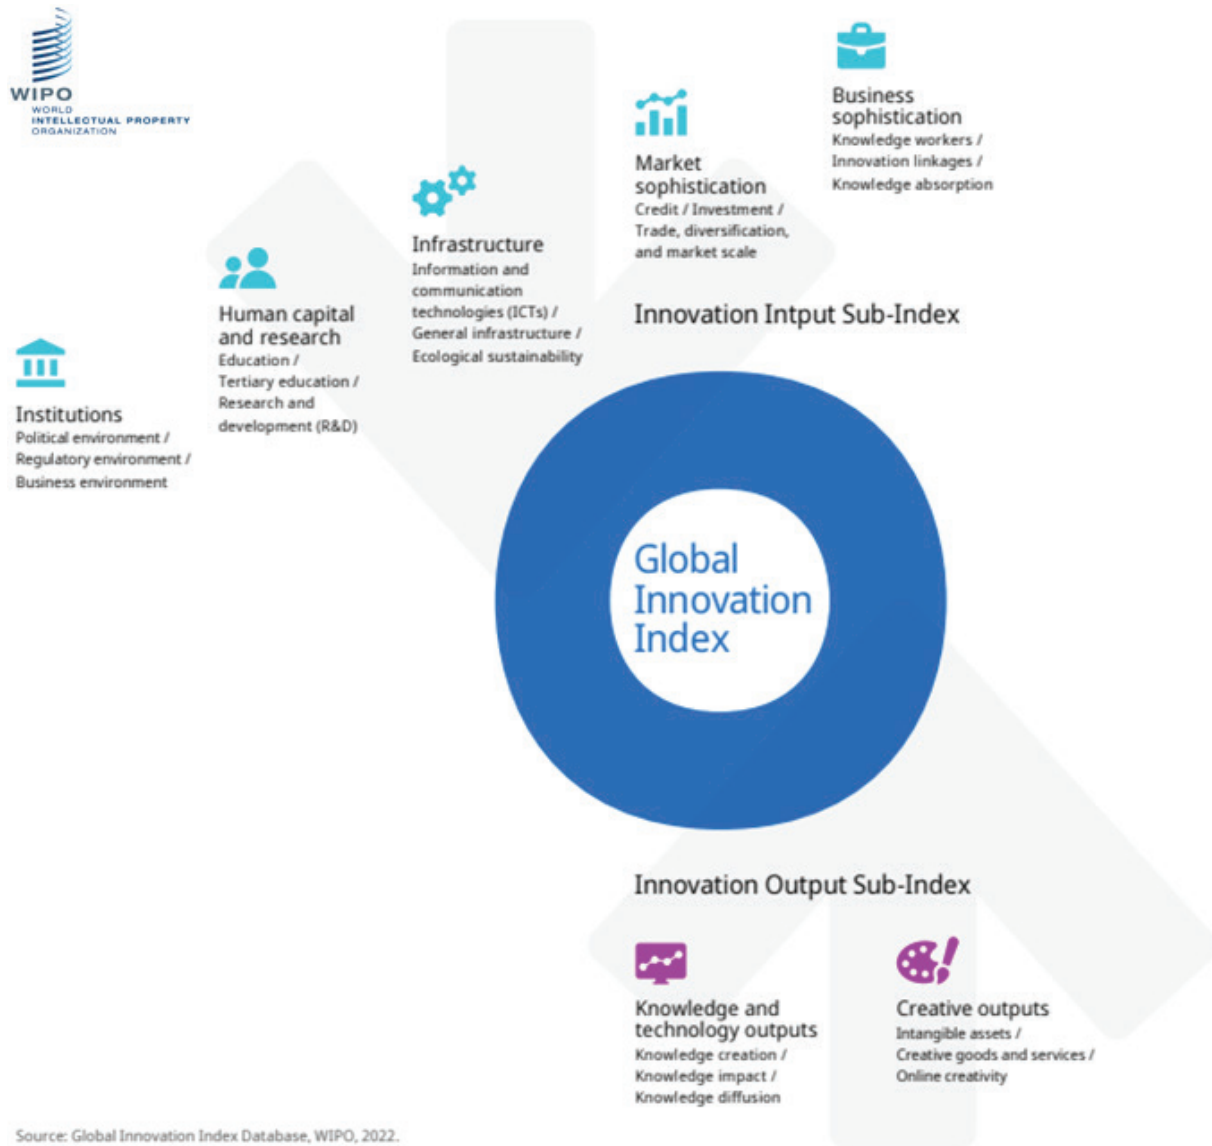 WIPO
WORLD
INTELLECTUAL PROPERTY
ORGANIZATION
Institutions
Political environment /
Regulatory environment /
Business environment
Human capital
and research
Education /
Tertiary education /
Research and
development (R&D)
Infrastructure
Information and
communication
technologies (ICTs) /
General infrastructure /
Ecological sustainability
Market
sophistication
Credit / Investment /
Trade, diversification,
and market scale
Business
sophistication
Knowledge workers /
Innovation linkages /
Knowledge absorption
Innovation Intput Sub-Index
Global
Innovation
Index
Innovation Output Sub-Index
Knowledge and
technology outputs
Knowledge creation /
Knowledge impact /
Knowledge diffusion
Creative outputs
Intangible assets /
Creative goods and services /
Online creativity
Source: Global Innovation Index Database, WIPO, 2022.